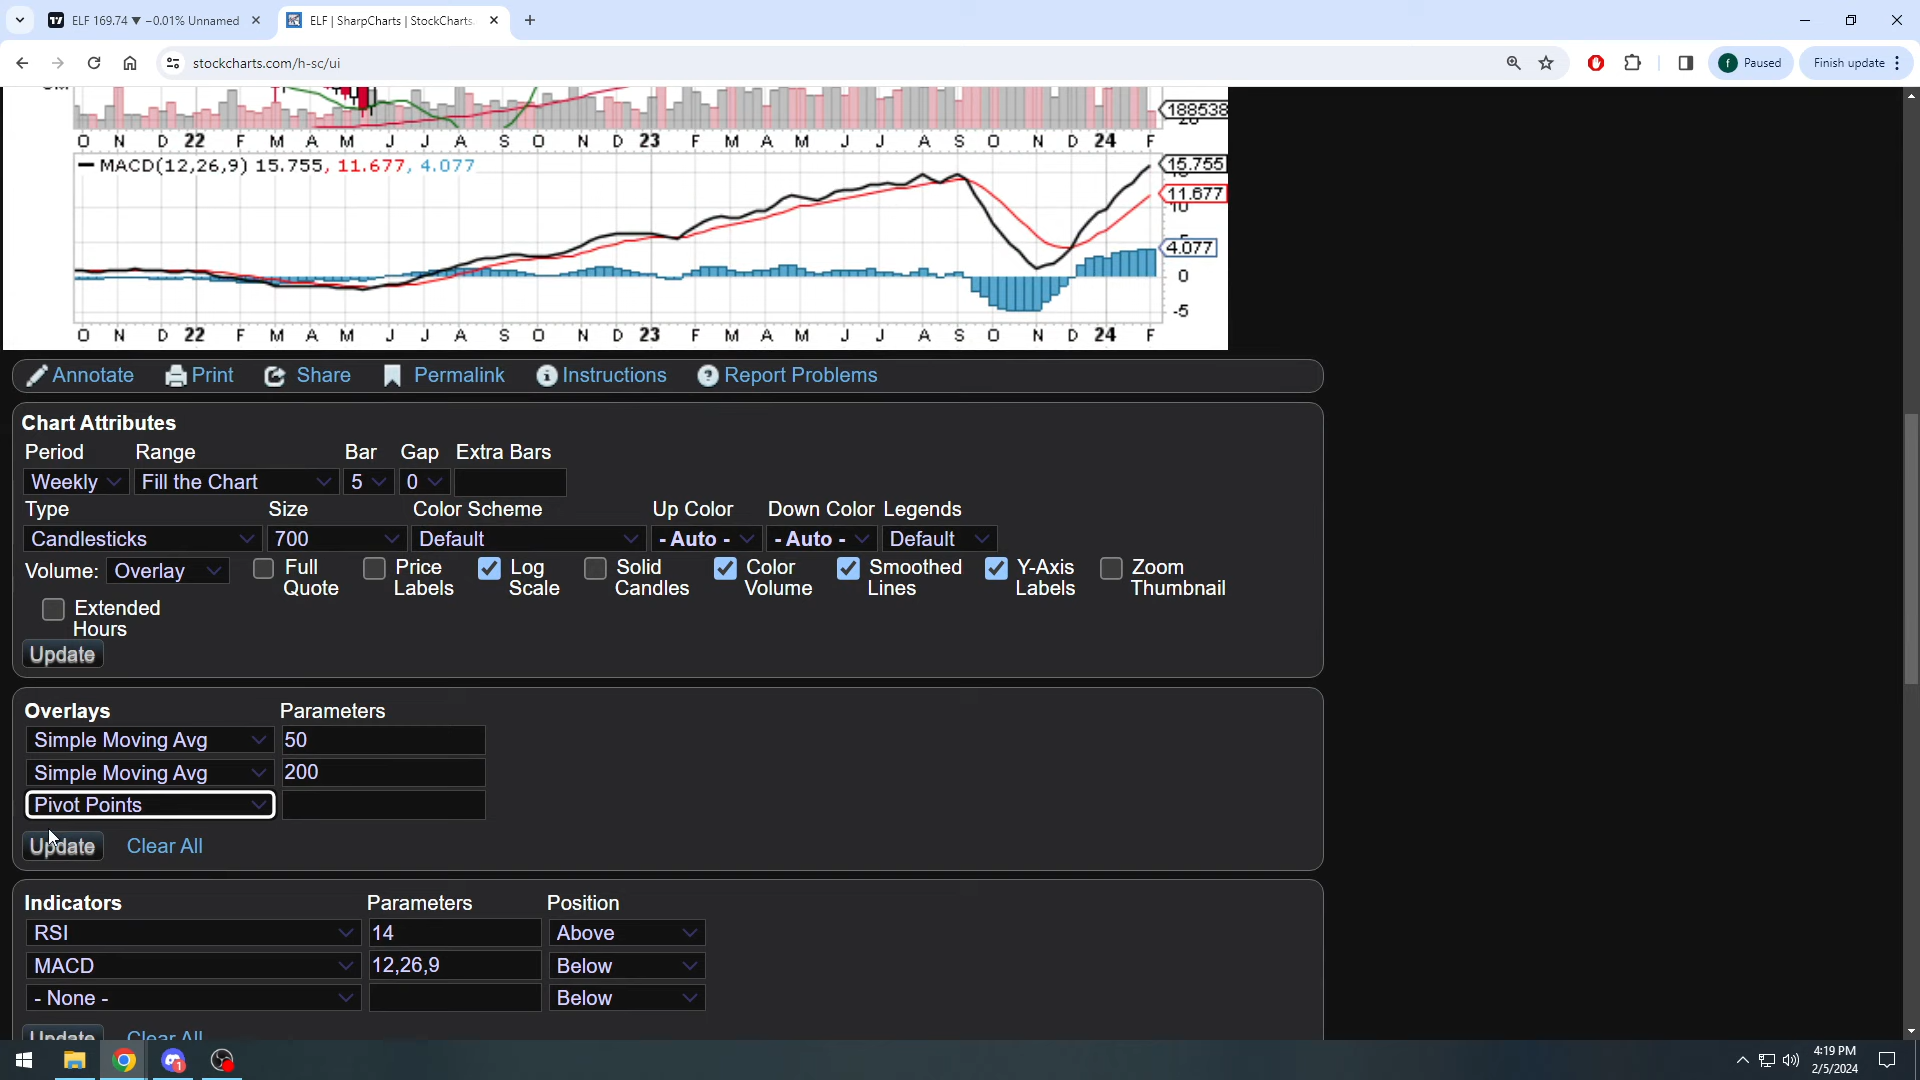 ELF 169.74 ▼ −0.01% Unnamed
ELF | SharpCharts | StockCharts.
stockcharts.com/h-sc/ui
f Paused
Finish update
188538
O N D 22 F M A M J J A S O N D 23 F M A M J J A S O N D 24 F
MACD(12,26,9) 15.755, 11.677, 4.077
15.755
11.677
10
4.077
0
-5
O N D 22 F M A M J J A S O N D 23 F M A M J J A S O N D 24 F
Annotate Print Share Permalink Instructions Report Problems
Chart Attributes
Period Range Bar Gap Extra Bars
Weekly Fill the Chart 5 0
Type Size Color Scheme Up Color Down Color Legends
Candlesticks 700 Default - Auto - - Auto - Default
Volume: Overlay Full Quote Price Labels Log Scale Solid Candles Color Volume Smoothed Lines Y-Axis Labels Zoom Thumbnail
Extended Hours
Update
Overlays Parameters
Simple Moving Avg 50
Simple Moving Avg 200
Pivot Points
Update Clear All
Indicators Parameters Position
RSI 14 Above
MACD 12,26,9 Below
- None - Below
Update Clear All
4:19 PM
2/5/2024